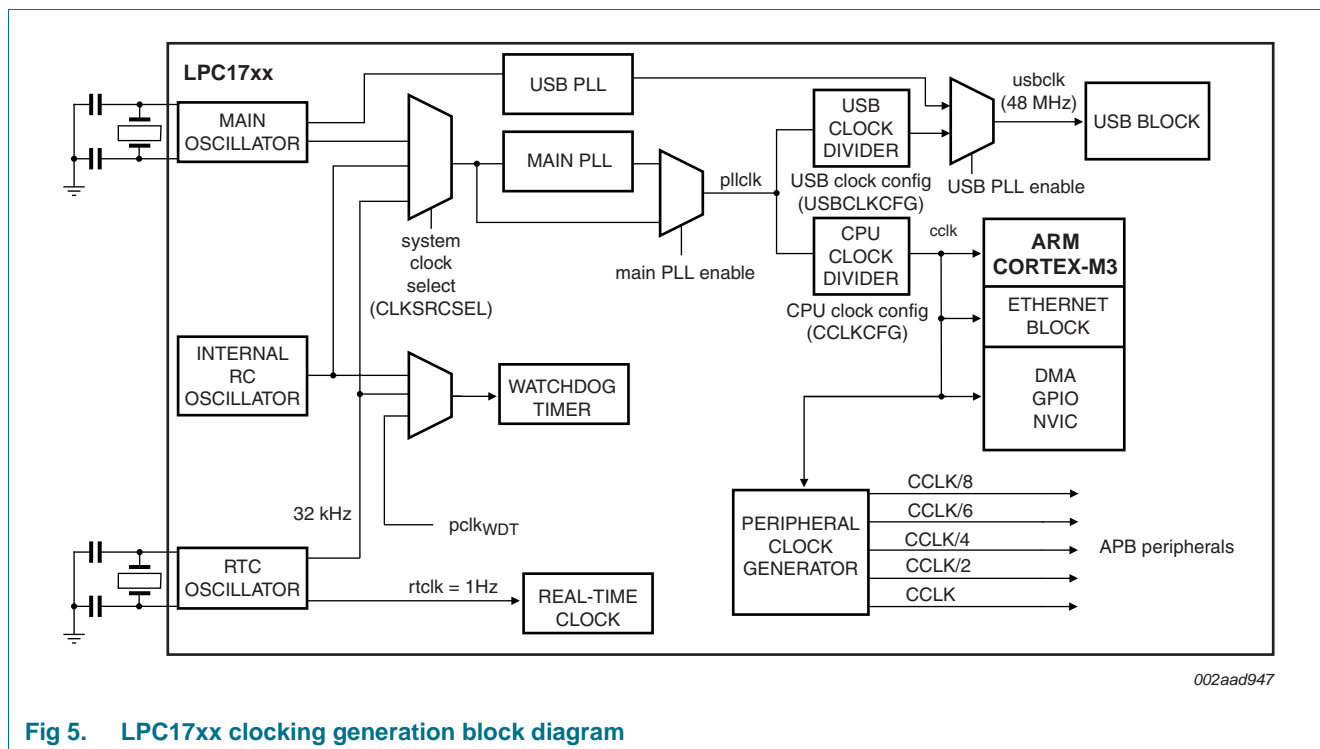 LPC17xx
MAIN
OSCILLATOR
USB PLL
MAIN PLL
system
clock
select
(CLKSRCSEL)
main PLL enable
pllclk
USB
CLOCK
DIVIDER
USB clock config
(USBCLKCFG)
usbclk
(48 MHz)
USB BLOCK
USB PLL enable
CPU
CLOCK
DIVIDER
CPU clock config
(CCLKCFG)
cclk
ARM
CORTEX-M3
ETHERNET
BLOCK
DMA
GPIO
NVIC
INTERNAL
RC
OSCILLATOR
WATCHDOG
TIMER
32 kHz
pclkWDT
RTC
OSCILLATOR
rtclk = 1Hz
REAL-TIME
CLOCK
PERIPHERAL
CLOCK
GENERATOR
CCLK/8
CCLK/6
CCLK/4
CCLK/2
CCLK
APB peripherals
002aad947
Fig 5. LPC17xx clocking generation block diagram